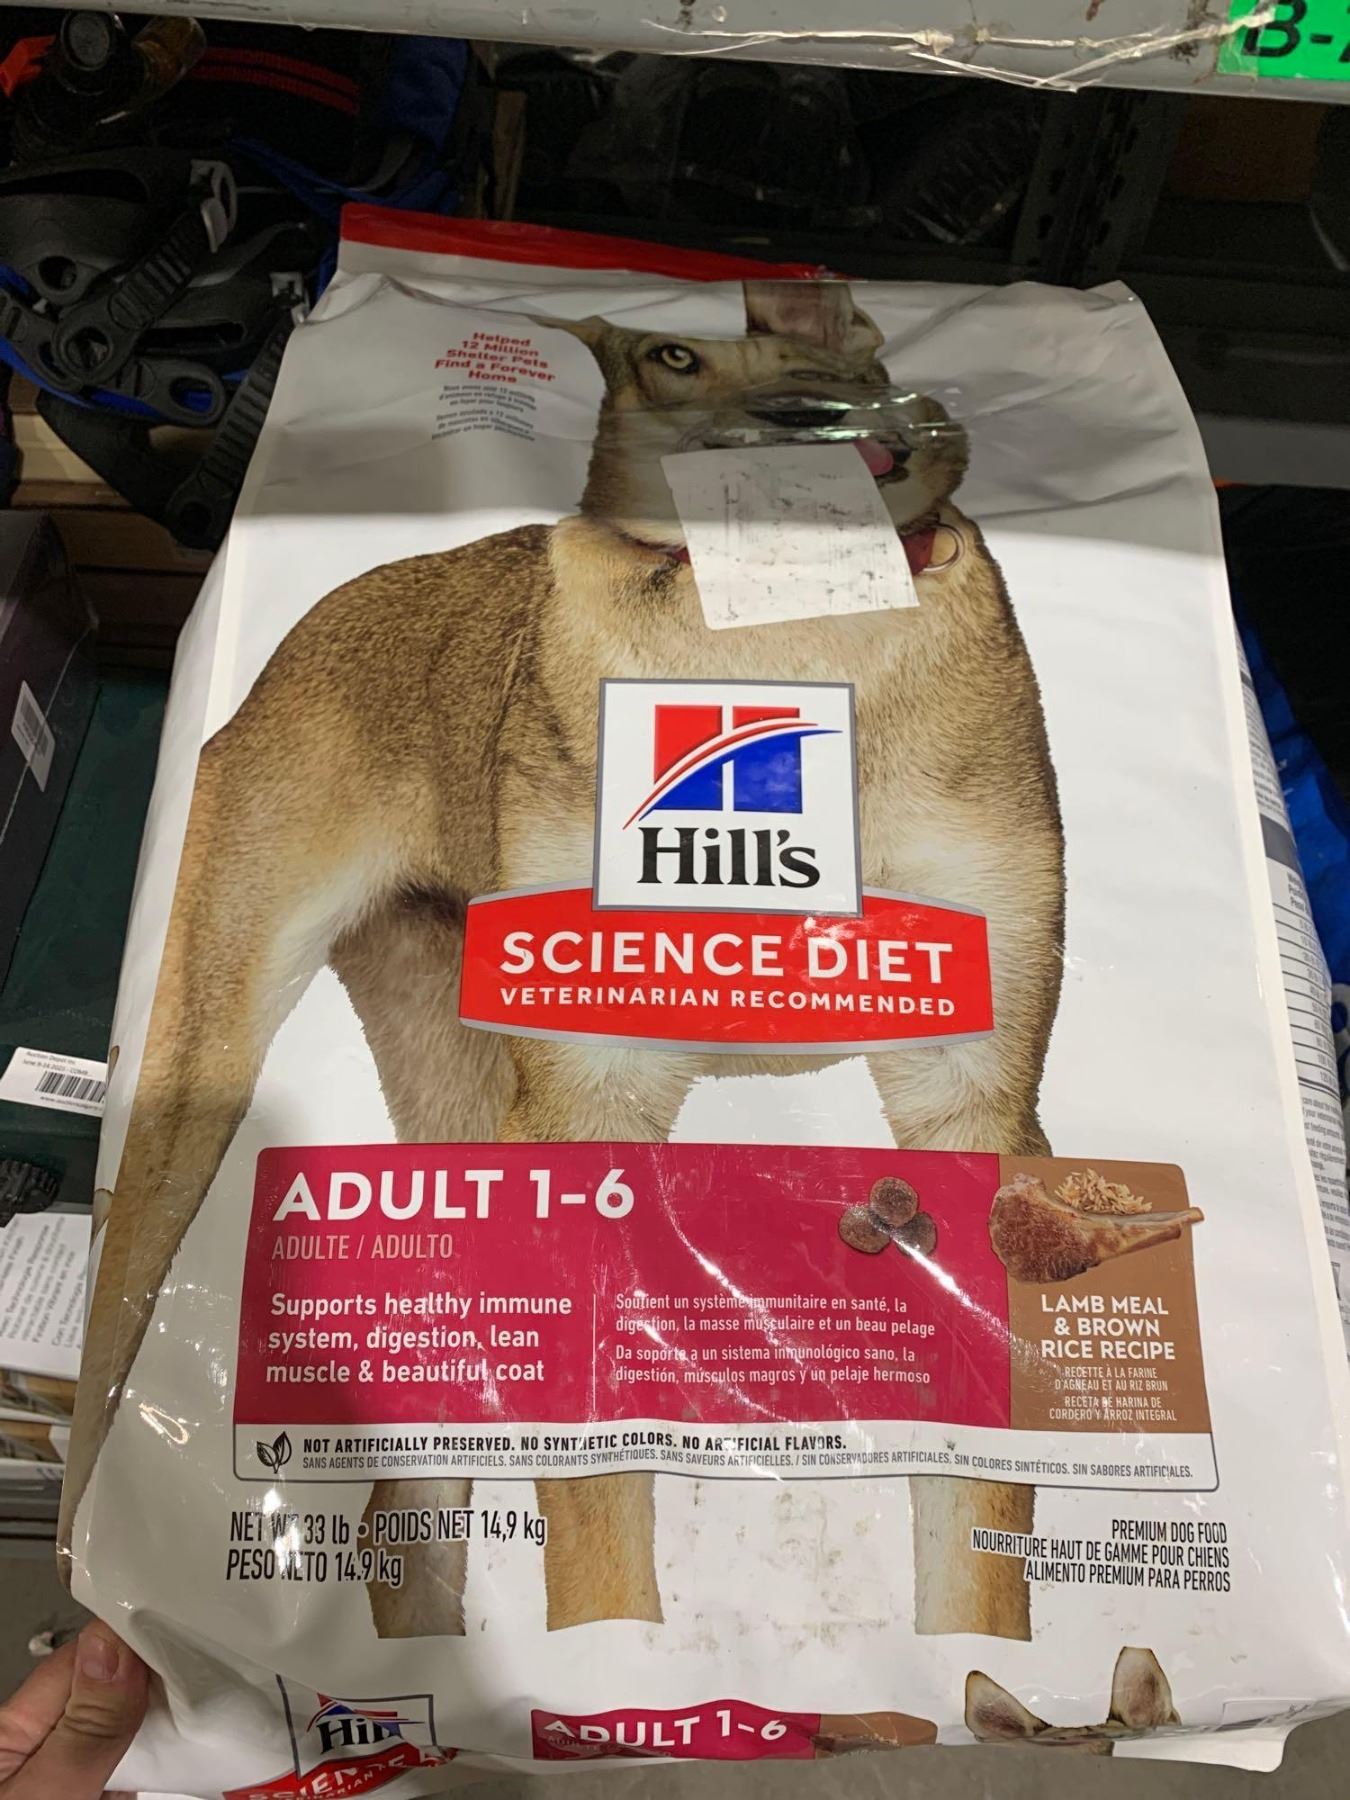 B-
Helped
12 Million
Shelter Pets
Find a Forever
Home
Hill's
SCIENCE DIET
VETERINARIAN RECOMMENDED
ADULT 1-6
ADULTE / ADULTO
Supports healthy immune
system, digestion, lean
muscle & beautiful coat
Soutient un système immunitaire en santé, la
digestion, la masse musculaire et un beau pelage
Da soporte a un sistema inmunológico sano, la
digestión, músculos magros y un pelaje hermoso
LAMB MEAL
& BROWN
RICE RECIPE
RECETTE À LA FARINE
D'AGNEAU ET AU RIZ BRUN
RECETA DE HARINA DE
CORDERO Y ARROZ INTEGRAL
NOT ARTIFICIALLY PRESERVED. NO SYNTHETIC COLORS. NO ARTIFICIAL FLAVORS.
SANS AGENTS DE CONSERVATION ARTIFICIELS. SANS COLORANTS SYNTHÉTIQUES. SANS SAVEURS ARTIFICIELLES. / SIN CONSERVADORES ARTIFICIALES. SIN COLORES SINTÉTICOS. SIN SABORES ARTIFICIALES.
NET WT 33 lb • POIDS NET 14,9 kg
PESO NETO 14.9 kg
PREMIUM DOG FOOD
NOURRITURE HAUT DE GAMME POUR CHIENS
ALIMENTO PREMIUM PARA PERROS
Hill
SCIENCE
ADULT 1-6